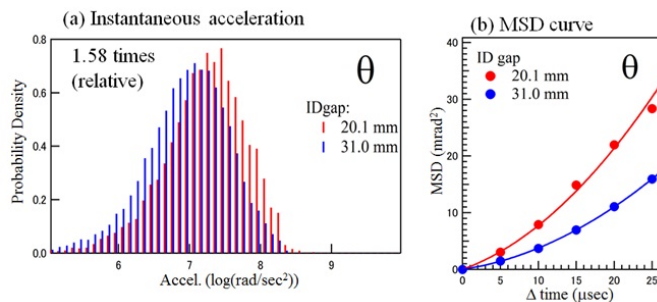 (a) Instantaneous acceleration
0.8
0.6
0.4
0.2
0.0
Probability Density
1.58 times
(relative)
θ
IDgap:
20.1 mm
31.0 mm
6
7
8
9
Accel. (log(rad/sec²))
(b) MSD curve
ID gap
20.1 mm
31.0 mm
θ
40
30
20
10
0
MSD (mrad²)
0
5
10
15
20
25
Δ time (μsec)